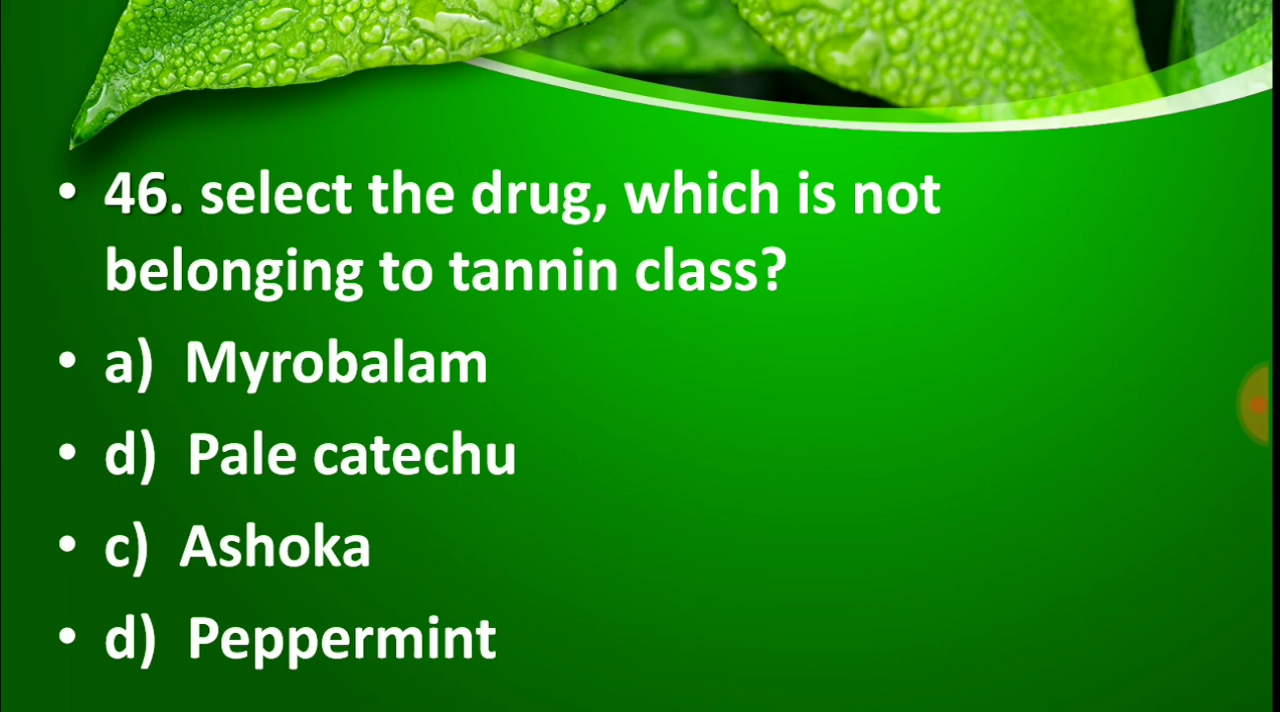 • 46. select the drug, which is not
belonging to tannin class?
• a) Myrobalam
• d) Pale catechu
• c) Ashoka
• d) Peppermint